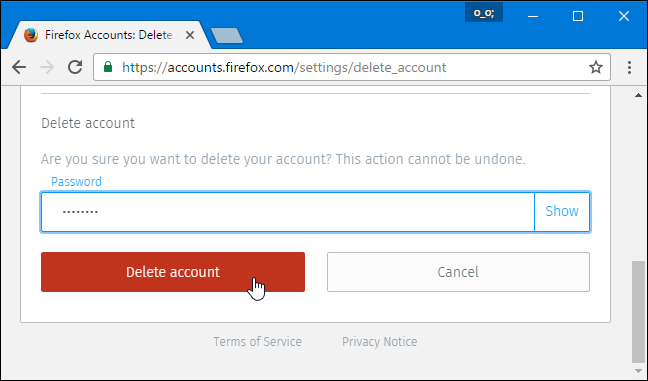 o_o;
Firefox Accounts: Delete
https://accounts.firefox.com/settings/delete_account
Delete account
Are you sure you want to delete your account? This action cannot be undone.
Password
••••••••
Show
Delete account
Cancel
Terms of Service
Privacy Notice